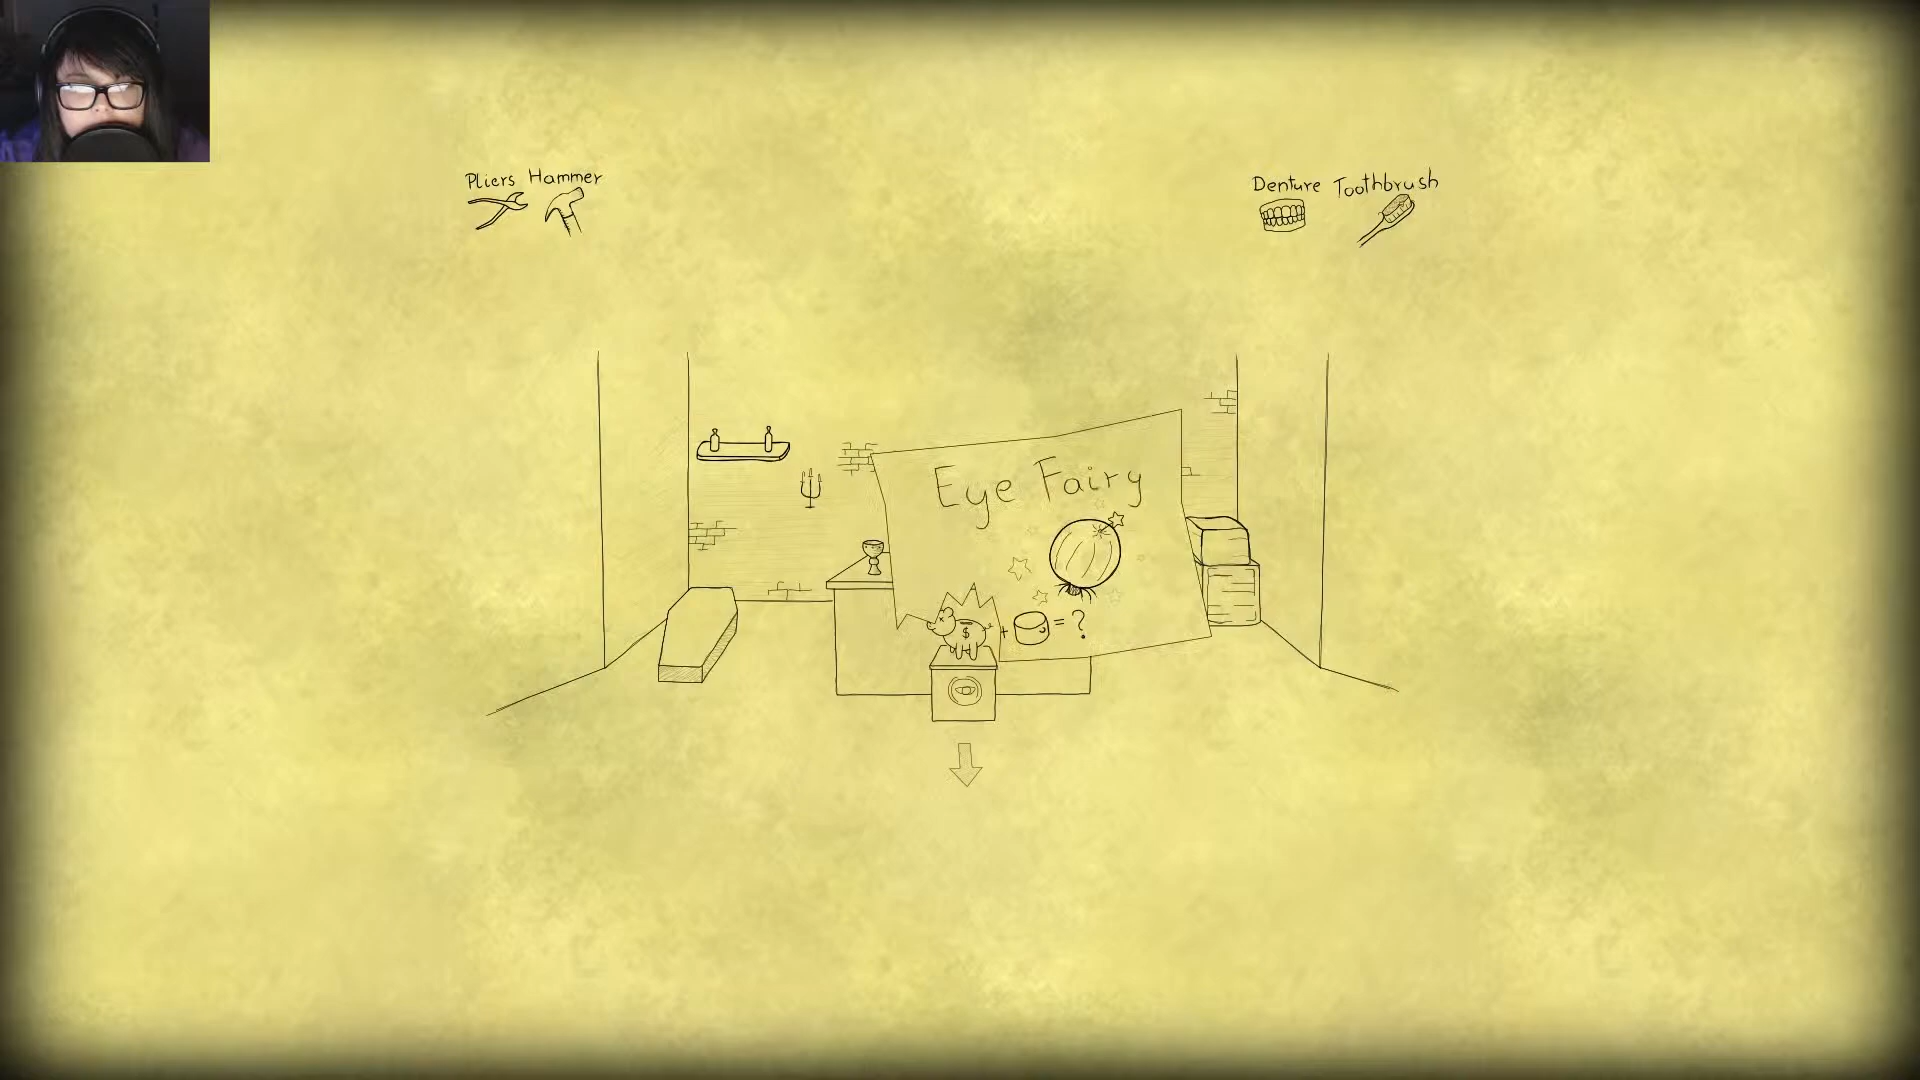 Pliers Hammer
Denture Toothbrush
Eye Fairy
$
+ = ?